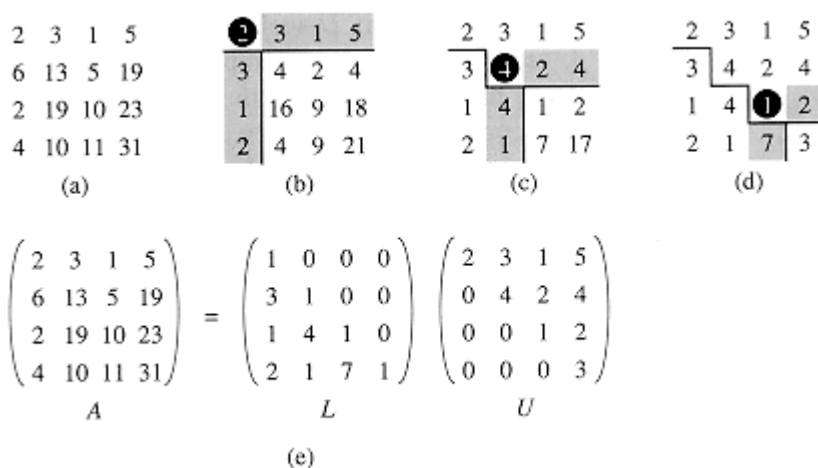 2 3 1 5
6 13 5 19
2 19 10 23
4 10 11 31
(a)
2 3 1 5
3 4 2 4
1 16 9 18
2 4 9 21
(b)
2 3 1 5
3 4 2 4
1 4 1 2
2 1 7 17
(c)
2 3 1 5
3 4 2 4
1 4 1 2
2 1 7 3
(d)
2 3 1 5 1 0 0 0 2 3 1 5
6 13 5 19 3 1 0 0 0 4 2 4
=
2 19 10 23 1 4 1 0 0 0 1 2
4 10 11 31 2 1 7 1 0 0 0 3
A L U
(e)